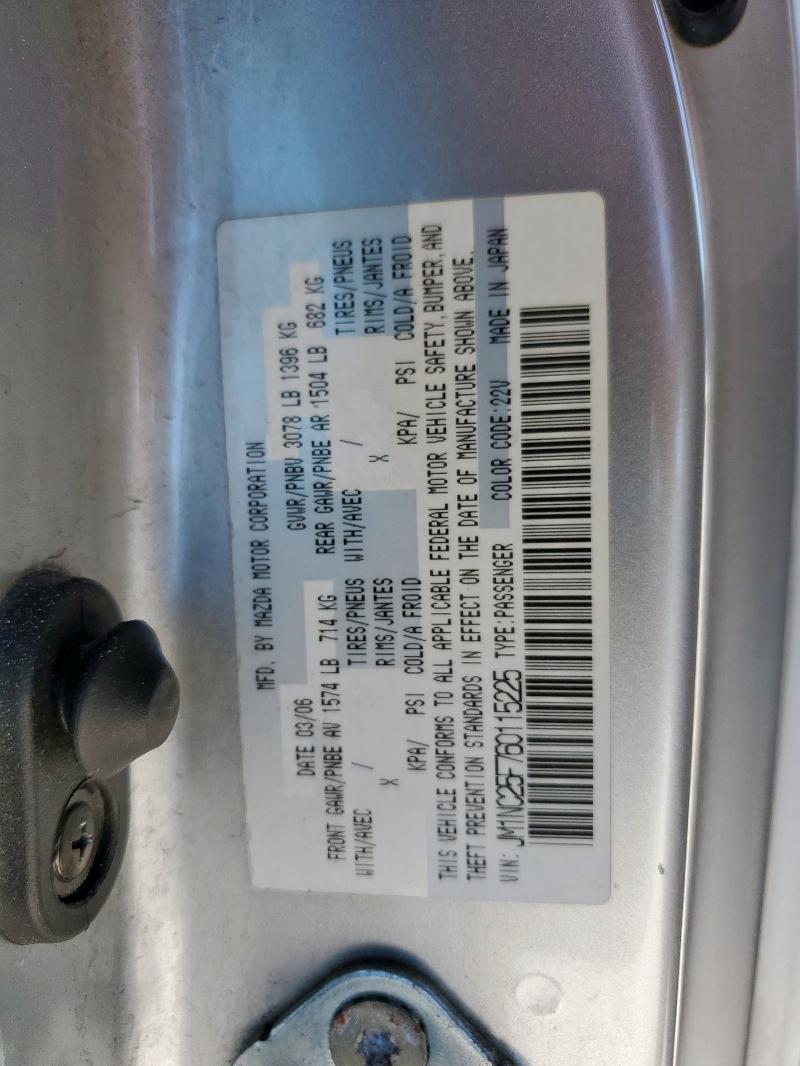 MFD. BY MAZDA MOTOR CORPORATION
DATE 03/06 GVWR/PNBV 3078 LB 1396 KG
FRONT GAWR/PNBE AV 1574 LB 714 KG REAR GAWR/PNBE AR 1504 LB 682 KG
WITH/AVEC / TIRES/PNEUS WITH/AVEC / TIRES/PNEUS
X RIMS/JANTES X RIMS/JANTES
KPA/ PSI COLD/A FROID KPA/ PSI COLD/A FROID
THIS VEHICLE CONFORMS TO ALL APPLICABLE FEDERAL MOTOR VEHICLE SAFETY, BUMPER, AND
THEFT PREVENTION STANDARDS IN EFFECT ON THE DATE OF MANUFACTURE SHOWN ABOVE.
VIN: JM1NC25F760115225 TYPE:PASSENGER COLOR CODE:22V MADE IN JAPAN